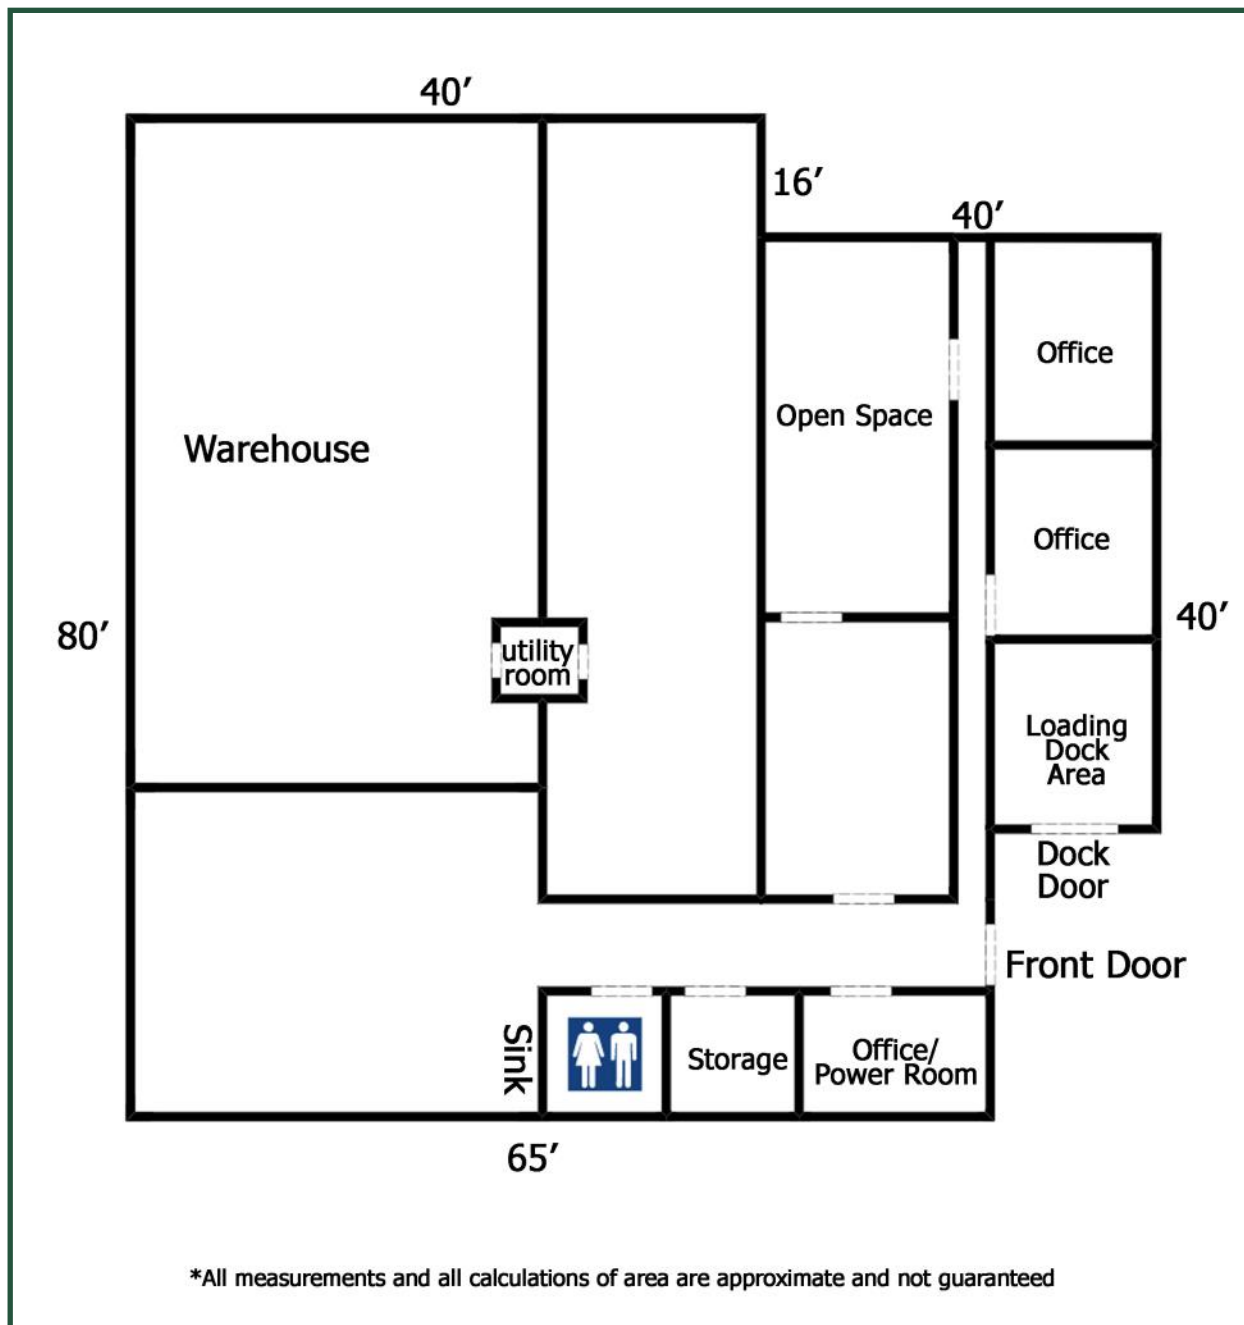 40′
16′
40′
Office
Open Space
Warehouse
Office
40′
80′
utility
room
Loading
Dock
Area
Dock
Door
Front Door
Sink
Storage
Office/
Power Room
65′
*All measurements and all calculations of area are approximate and not guaranteed